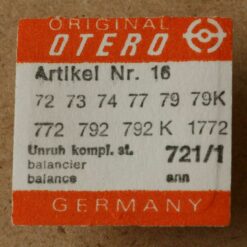 ORIGINAL
OTERO
Artikel Nr. 16
72 73 74 77 79 79K
772 792 792 K 1772
Unruh kompl. st. 721/1
balancier
balance ann
GERMANY